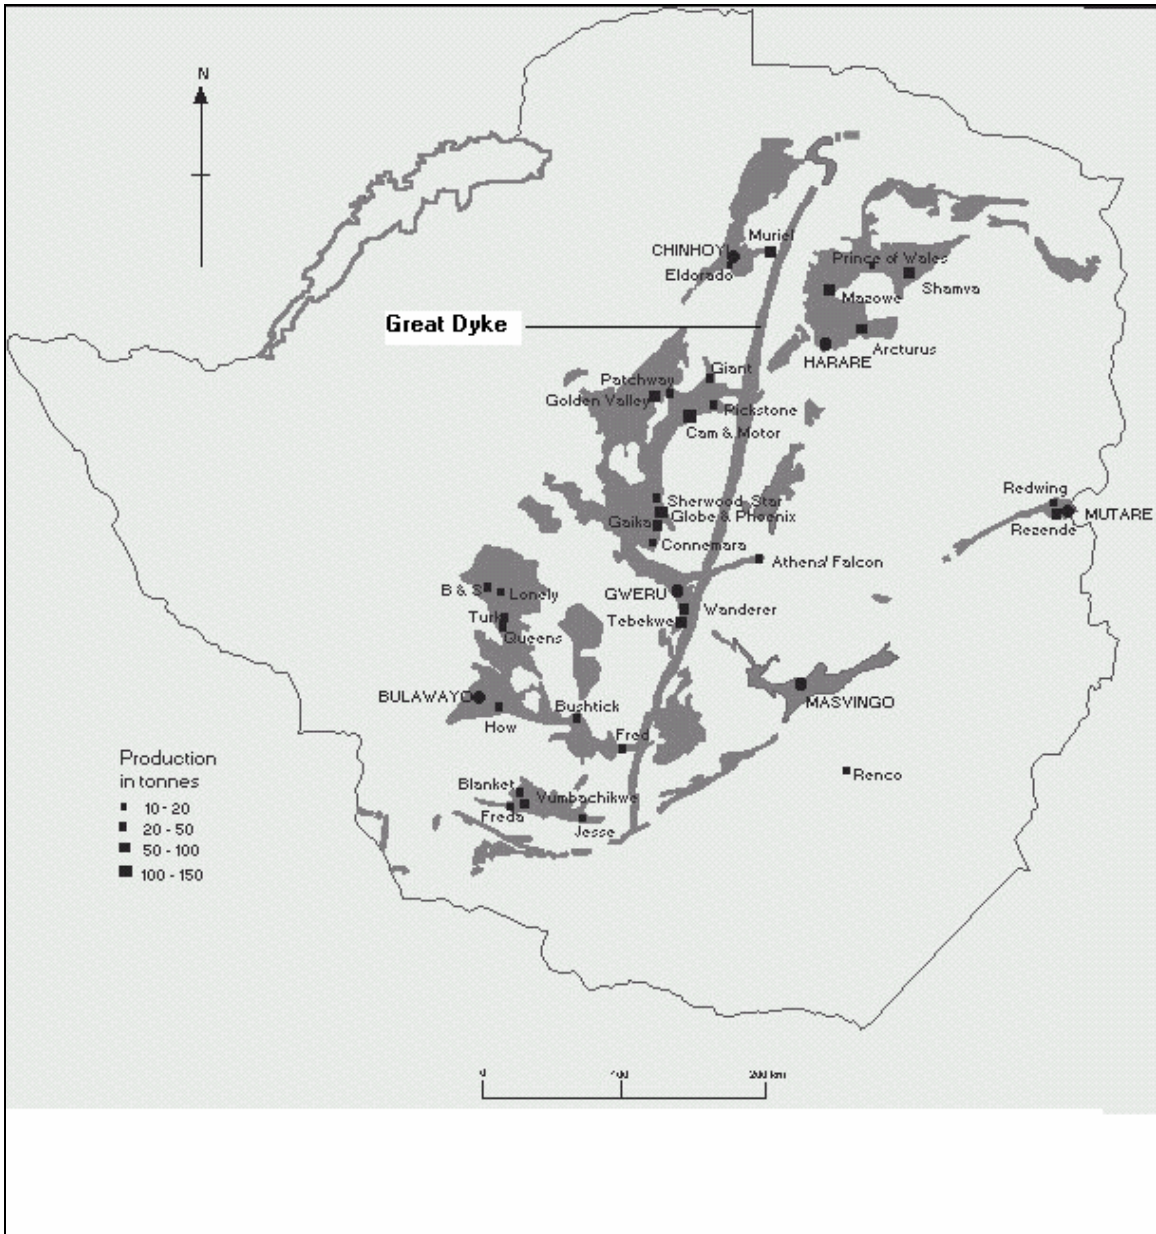 N
Muriel
CHINHOYI
Eldorado
Prince of Wales
Shamva
Mazowe
Great Dyke
Arcturus
HARARE
Giant
Patchway
Golden Valley
Pickstone
Cam & Motor
Redwing
MUTARE
Rezende
Sherwood Star
Globe & Phoenix
Gaika
Connemara
Athens/ Falcon
B & S
Lonely
GWERU
Wanderer
Turk
Tebekwe
Queens
BULAWAYO
MASVINGO
Bushtick
How
Fred
Production
in tonnes
10 - 20
20 - 50
50 - 100
100 - 150
Renco
Blanket
Vumbachikwe
Freda
Jesse
0 100 200 km